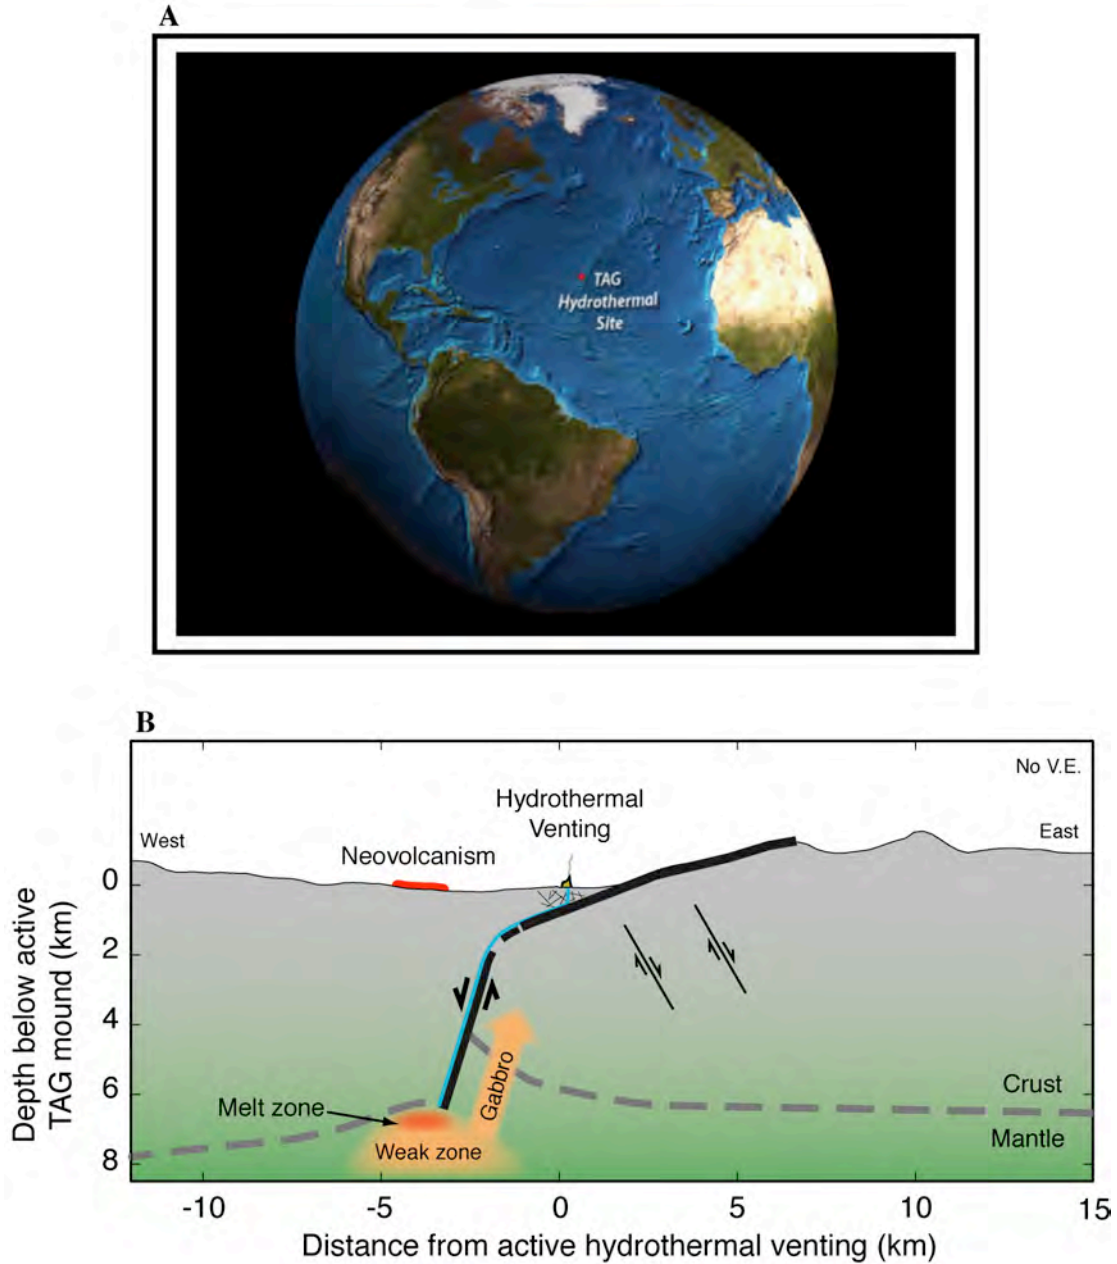 A
TAG
Hydrothermal
Site
B
No V.E.
Hydrothermal
Venting
West
East
Neovolcanism
0
2
4
6
8
Depth below active
TAG mound (km)
Gabbro
Crust
Melt zone
Mantle
Weak zone
-10
-5
0
5
10
15
Distance from active hydrothermal venting (km)